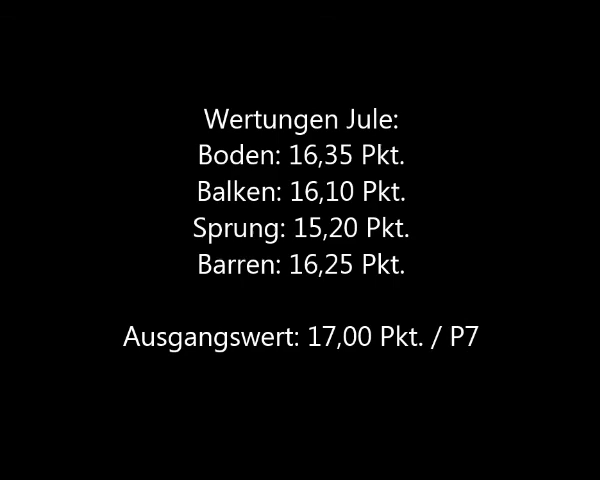 Wertungen Jule:
Boden: 16,35 Pkt.
Balken: 16,10 Pkt.
Sprung: 15,20 Pkt.
Barren: 16,25 Pkt.
Ausgangswert: 17,00 Pkt. / P7